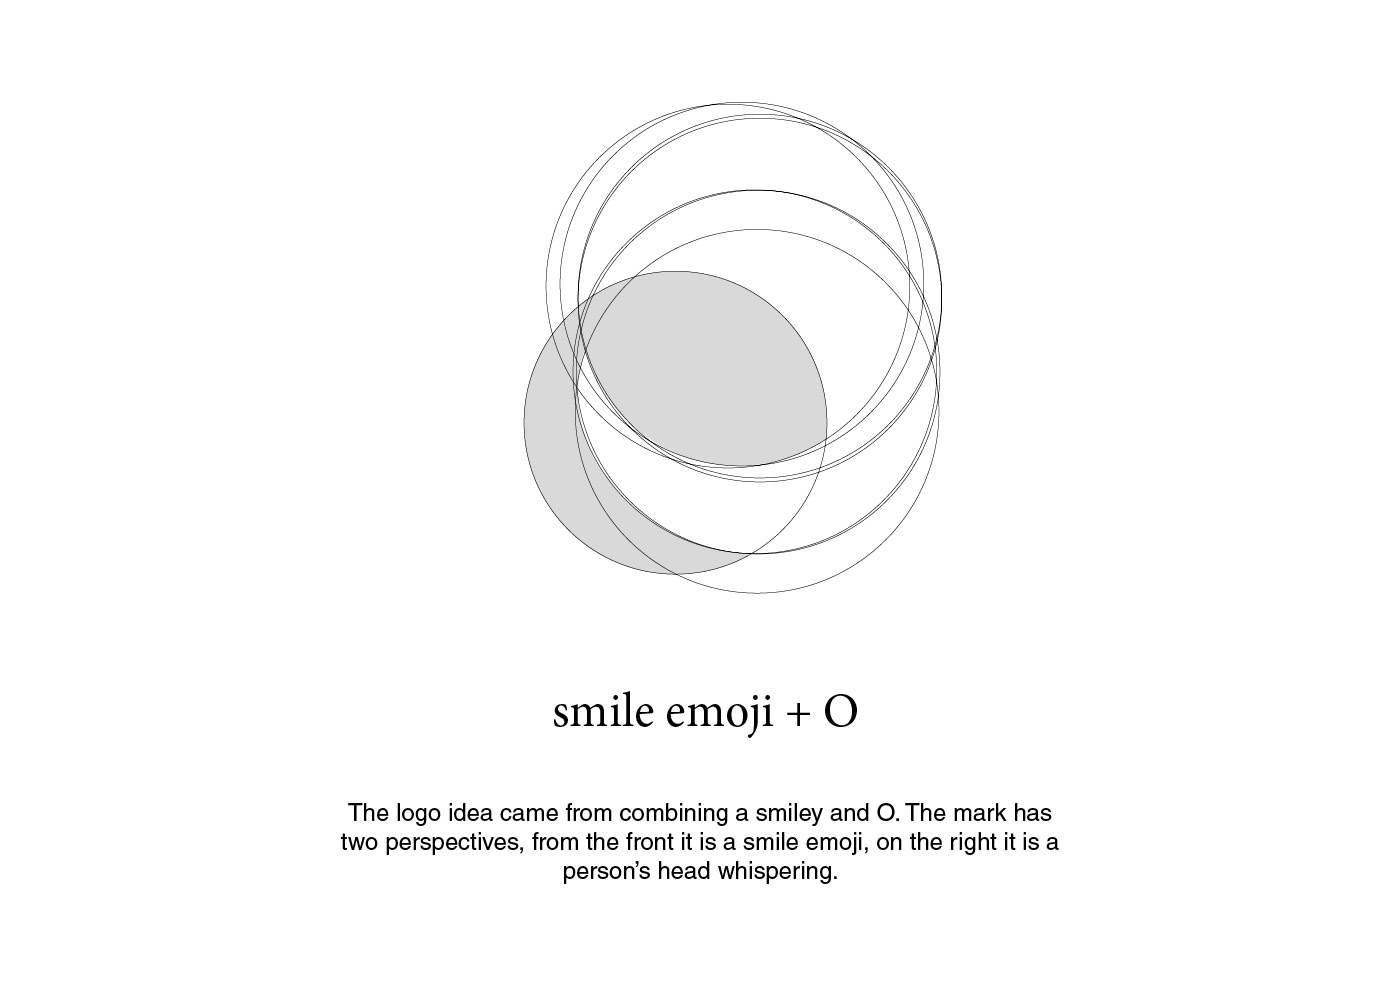 smile emoji + O
The logo idea came from combining a smiley and O. The mark has
two perspectives, from the front it is a smile emoji, on the right it is a
person’s head whispering.